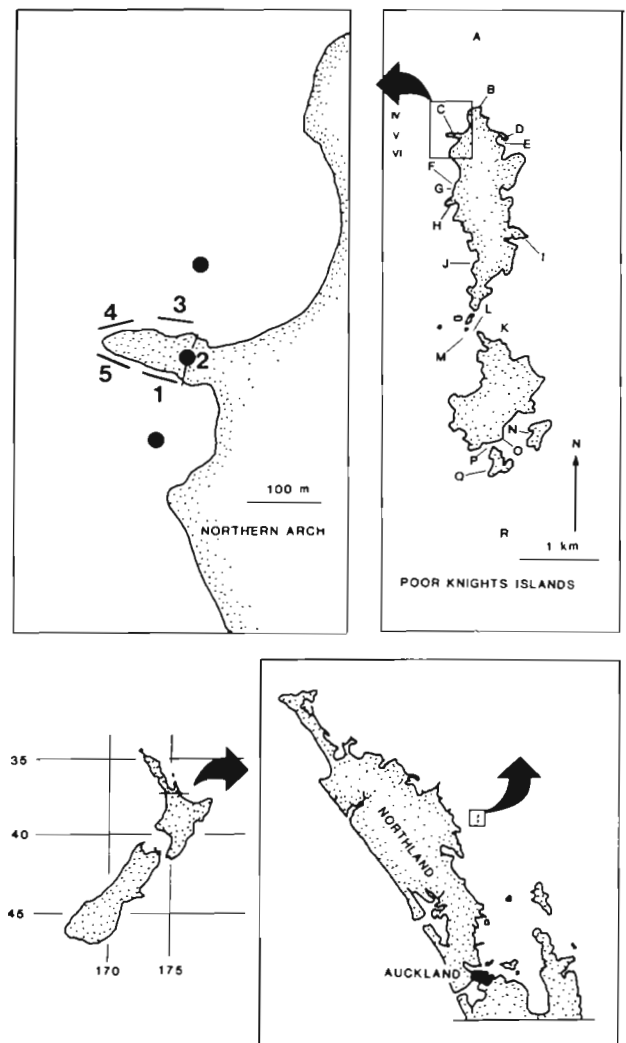 4
3
2
5
1
100 m
NORTHERN ARCH
A
B
IV
C
V
D
E
VI
F
G
H
I
J
L
K
M
N
O
P
Q
N
R
1 km
POOR KNIGHTS ISLANDS
35
40
45
170 175
NORTHLAND
AUCKLAND